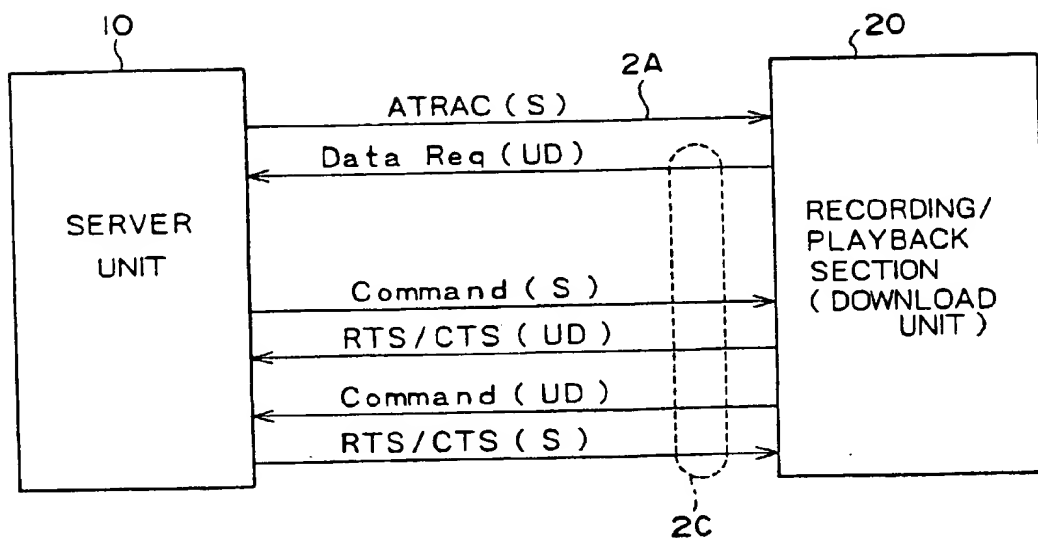 10
20
2A
ATRAC (S)
Data Req (UD)
SERVER
UNIT
RECORDING/
PLAYBACK
SECTION
(DOWNLOAD
UNIT)
Command (S)
RTS/CTS (UD)
Command (UD)
RTS/CTS (S)
2C